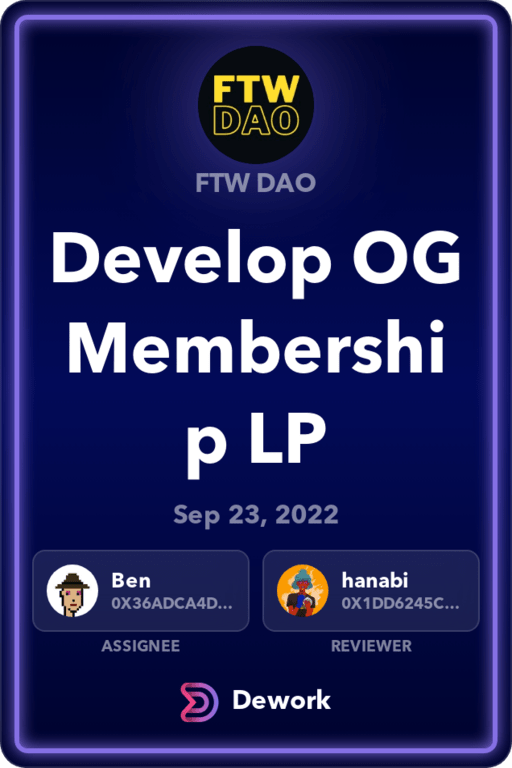 FTW
DAO
FTW DAO
Develop OG
Membershi
p LP
Sep 23, 2022
Ben
0X36ADCA4D...
hanabi
0X1DD6245C...
ASSIGNEE
REVIEWER
Dework